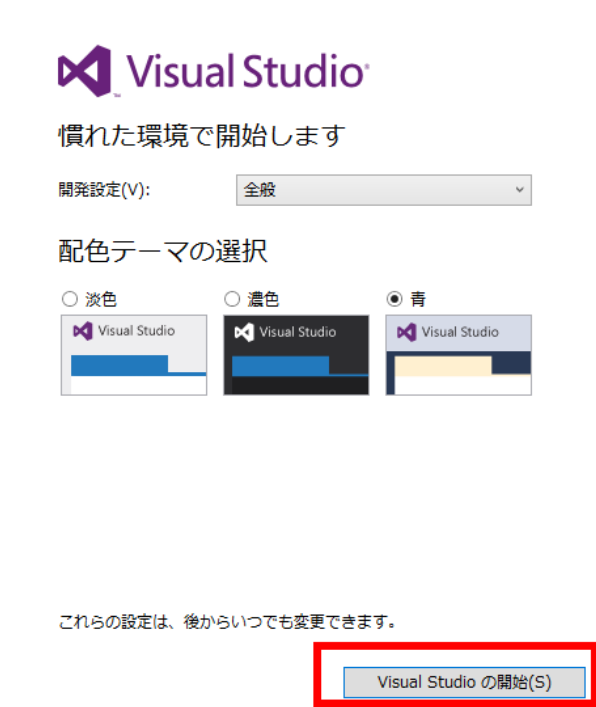 Visual Studio
慣れた環境で開始します
開発設定(V): 全般
配色テーマの選択
淡色 濃色 青
Visual Studio Visual Studio Visual Studio
これらの設定は、後からいつでも変更できます。
Visual Studio の開始(S)